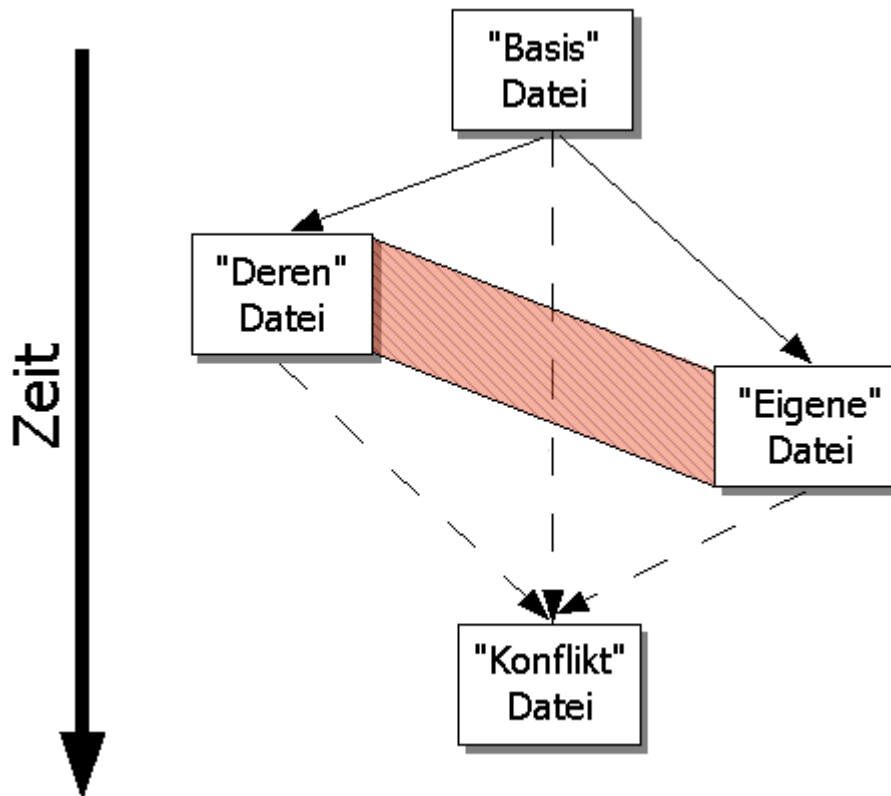 "Basis"
Datei
"Deren"
Datei
Zeit
"Eigene"
Datei
"Konflikt"
Datei